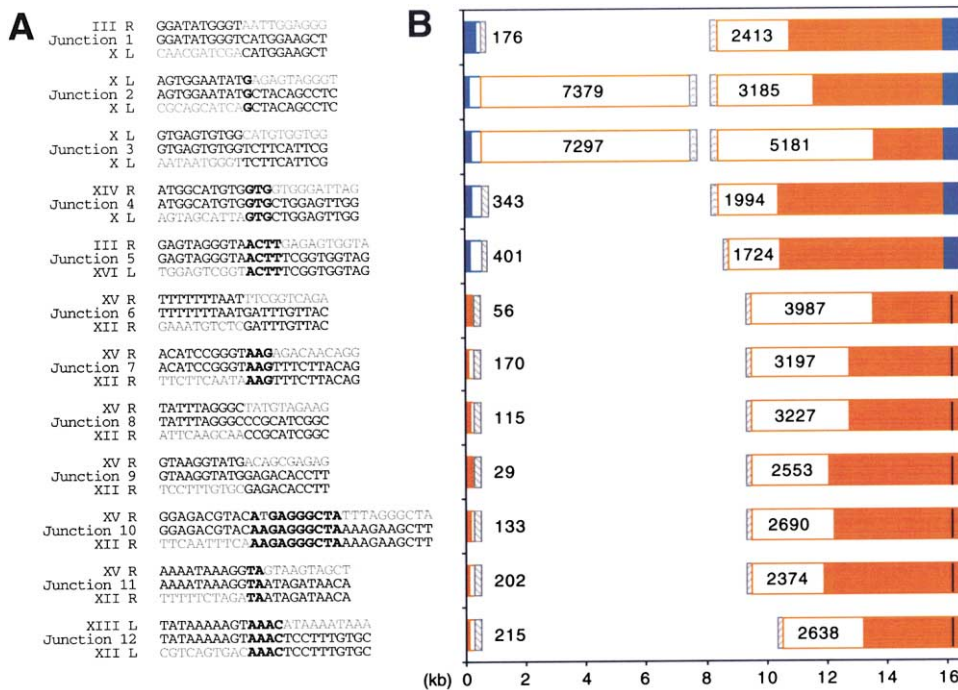 A
III R GGATATGGGTAATTGGAGGG
Junction 1 GGATATGGGTCATGGAAGCT
X L CAACGATCGACATGGAAGCT
X L AGTGGAATATGAGAGTAGGGT
Junction 2 AGTGGAATATGCTACAGCCTC
X L CGCAGCATCAGCTACAGCCTC
X L GTGAGTGTGGCATGTGGTGG
Junction 3 GTGAGTGTGGTCTTCATTCG
X L AATAATGGGTTCTTCATTCG
XIV R ATGGCATGTGGTGGTGGGATTAG
Junction 4 ATGGCATGTGGTGCTGGAGTTGG
X L AGTAGCATTAGTGCTGGAGTTGG
III R GAGTAGGGTAACTTGAGAGTGGTA
Junction 5 GAGTAGGGTAACTTTCGGTGGTAG
XVI L TGGAGTCGGTACTTTCGGTGGTAG
XV R TTTTTTTAATTTCGGTCAGA
Junction 6 TTTTTTTAATGATTTGTTAC
XII R GAAATGTCTCGATTTGTTAC
XV R ACATCCGGGTAAGAGACAACAGG
Junction 7 ACATCCGGGTAAGTTTCTTACAG
XII R TTCTTCAATAAAGTTTCTTACAG
XV R TATTTAGGGCTATGTAGAAG
Junction 8 TATTTAGGGCCCGCATCGGC
XII R ATTCAAGCAACCGCATCGGC
XV R GTAAGGTATGACAGCGAGAG
Junction 9 GTAAGGTATGGAGACACCTT
XII R TCCTTTGTGCGAGACACCTT
XV R GGAGACGTACATGAGGGCTATTTAGGGCTA
Junction 10 GGAGACGTACAAGAGGGCTAAAAGAAGCTT
XII R TTCAATTTCAAAGAGGGCTAAAAGAAGCTT
XV R AAAATAAAGGTAGTAAGTAGCT
Junction 11 AAAATAAAGGTAATAGATAACA
XII R TTTTTCTAGATAATAGATAACA
XIII L TATAAAAAGTAAACATAAAATAAA
Junction 12 TATAAAAAGTAAACTCCTTTGTGC
XII L CGTCAGTGACAAACTCCTTTGTGC
B
176 2413
7379 3185
7297 5181
343 1994
401 1724
56 3987
170 3197
115 3227
29 2553
133 2690
202 2374
215 2638
(kb) 0 2 4 6 8 10 12 14 16